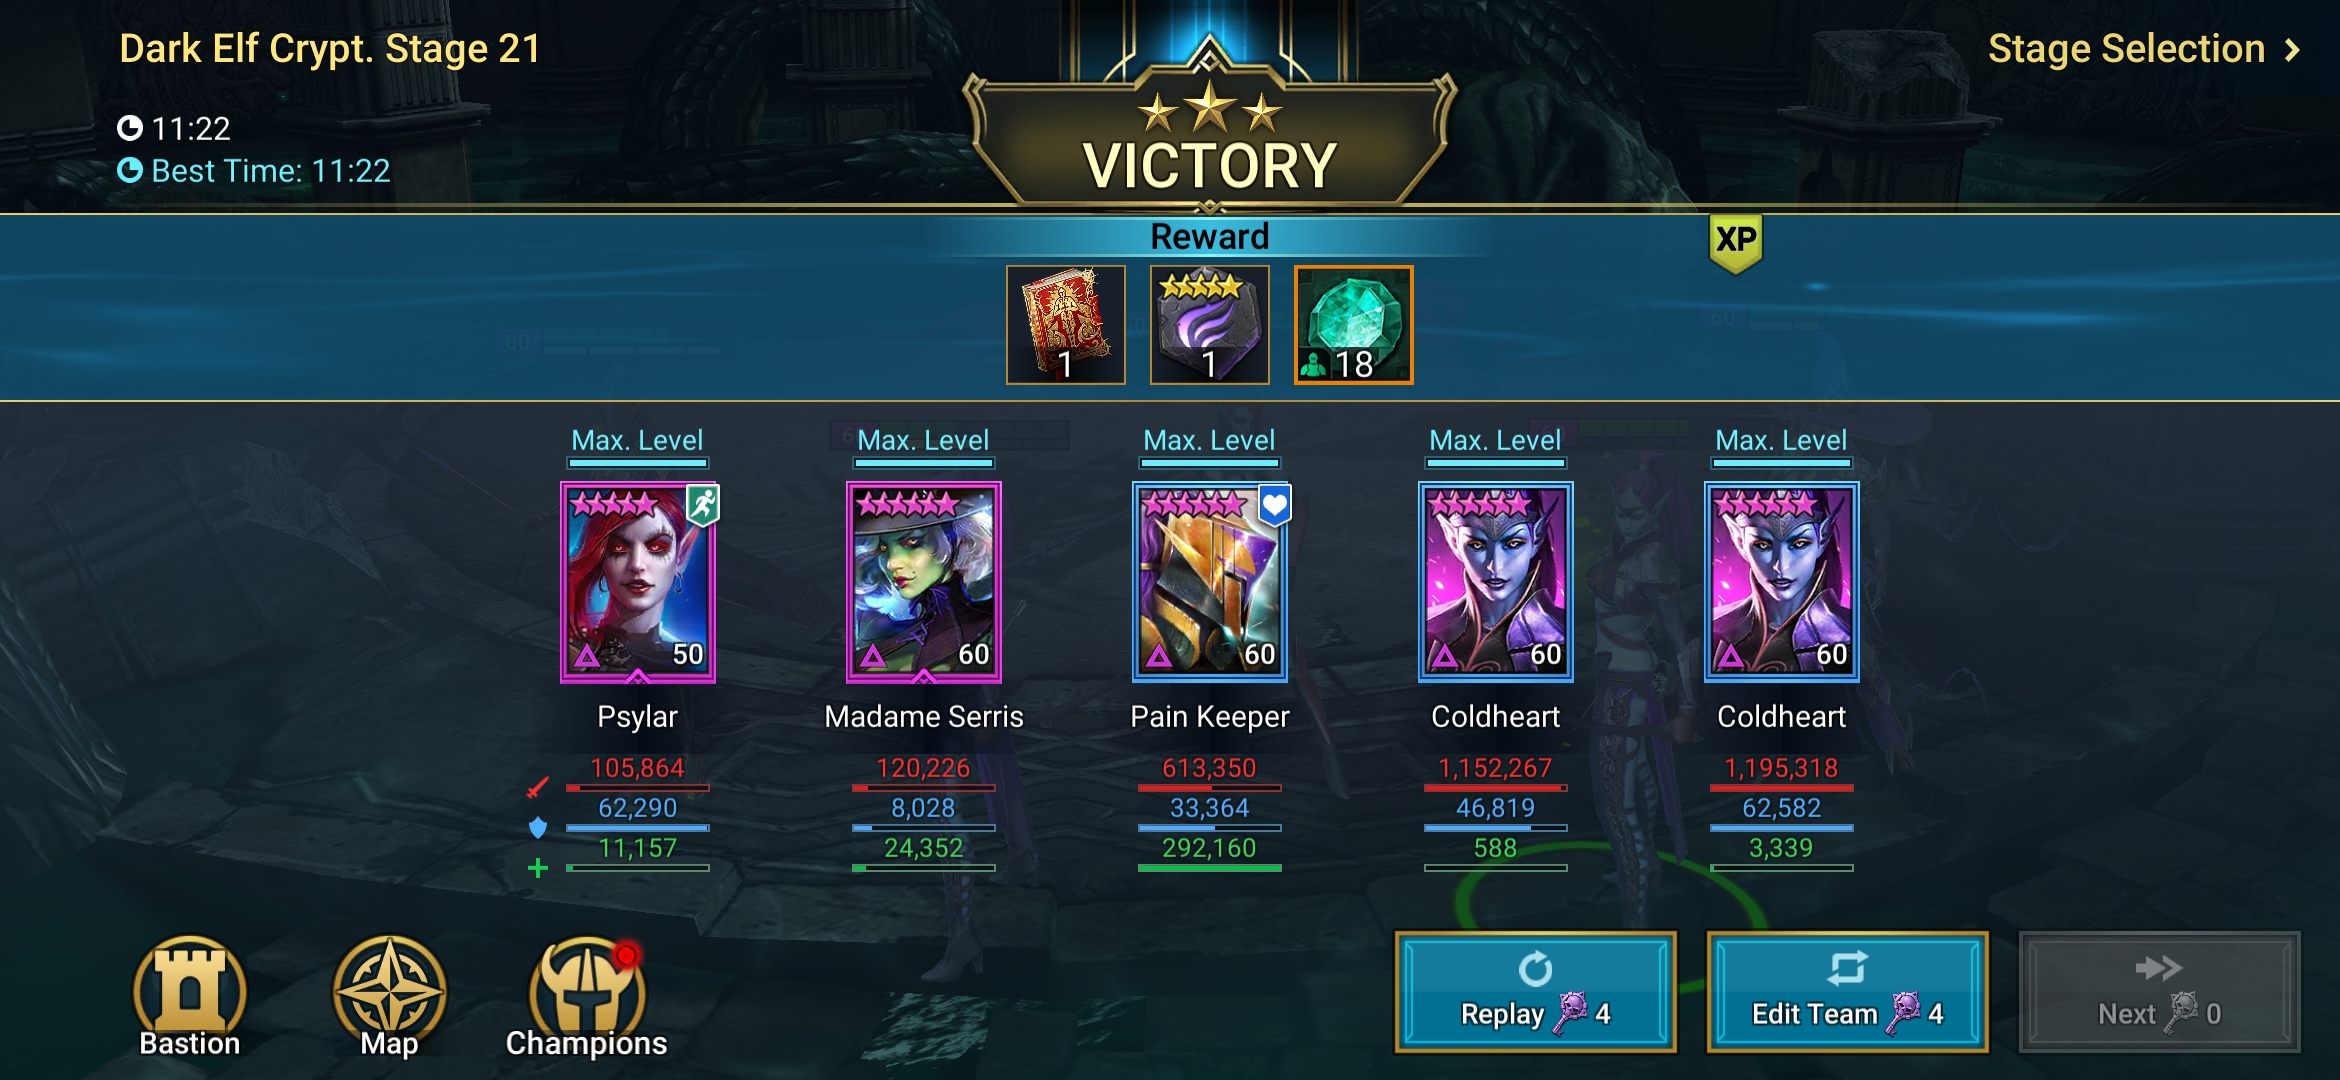 Dark Elf Crypt. Stage 21
Stage Selection
11:22
Best Time: 11:22
VICTORY
Reward
XP
1
1
18
Max. Level
Max. Level
Max. Level
Max. Level
Max. Level
50
60
60
60
60
Psylar
Madame Serris
Pain Keeper
Coldheart
Coldheart
105,864
120,226
613,350
1,152,267
1,195,318
62,290
8,028
33,364
46,819
62,582
11,157
24,352
292,160
588
3,339
Bastion
Map
Champions
Replay 4
Edit Team 4
Next 0